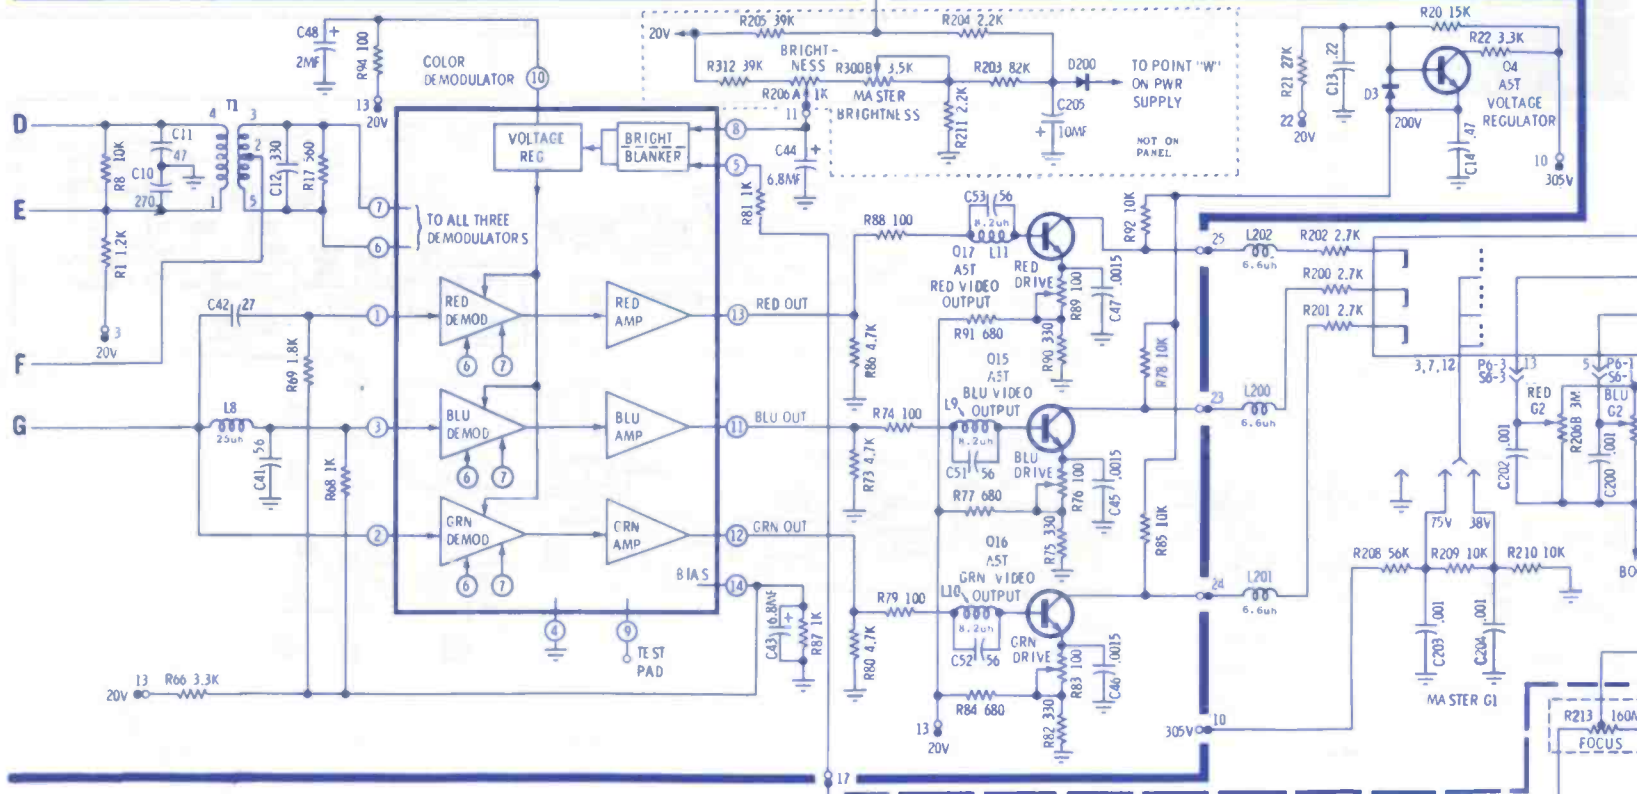 R205 39K
R204 2.2K
20V
BRIGHT-
NESS
R312 39K
R206A 1K
R300B 3.5K
MASTER
BRIGHTNESS
R203 82K
D200
TO POINT "W"
ON PWR
SUPPLY
R211 2.2K
C205
10MF
NOT ON
PANEL
C48
+
2MF
R94 100
COLOR
DEMODULATOR
10
13
20V
R20 15K
R22 3.3K
R21 27K
C13 .22
D3
Q4
A5T
VOLTAGE
REGULATOR
22
20V
200V
C14 .47
10
305V
D
E
F
G
R8 10K
C11
47
C10
270
T1
4
3
2
1
5
C12 330
R17 560
R1 1.2K
3
20V
VOLTAGE
REG
BRIGHT
BLANKER
8
5
11
C44
+
6.8MF
R81 1K
7
6
TO ALL THREE
DEMODULATORS
C42 27
R69 1.8K
L8
25uh
C41 56
R68 1K
1
RED
DEMOD
6
7
RED
AMP
13
RED OUT
3
BLU
DEMOD
6
7
BLU
AMP
11
BLU OUT
2
GRN
DEMOD
6
7
GRN
AMP
12
GRN OUT
BIAS
14
4
9
TEST
PAD
C43 6.8MF
+
R87 1K
13
20V
R66 3.3K
R88 100
C53 56
8.2uh
L11
Q17
A5T
RED VIDEO
OUTPUT
RED
DRIVE
R89 100
C47 .0015
R91 680
R90 330
R86 4.7K
R92 10K
R74 100
L9
8.2uh
C51 56
Q15
A5T
BLU VIDEO
OUTPUT
BLU
DRIVE
R76 100
C45 .0015
R77 680
R75 330
R73 4.7K
R78 10K
R79 100
L10
8.2uh
C52 56
Q16
A5T
GRN VIDEO
OUTPUT
GRN
DRIVE
R83 100
C46 .0015
R84 680
R82 330
R80 4.7K
R85 10K
13
20V
17
25
L202
6.6uh
R202 2.7K
R200 2.7K
R201 2.7K
23
L200
6.6uh
24
L201
6.6uh
305V
10
3,7,12
P6-3
S6-3
13
5
P6-1
S6-1
RED
G2
R206B 3M
BLU
G2
C202 .001
C200 .001
75V
38V
R208 56K
R209 10K
R210 10K
C203 .001
C204 .001
MASTER G1
BO
R213 160M
FOCUS